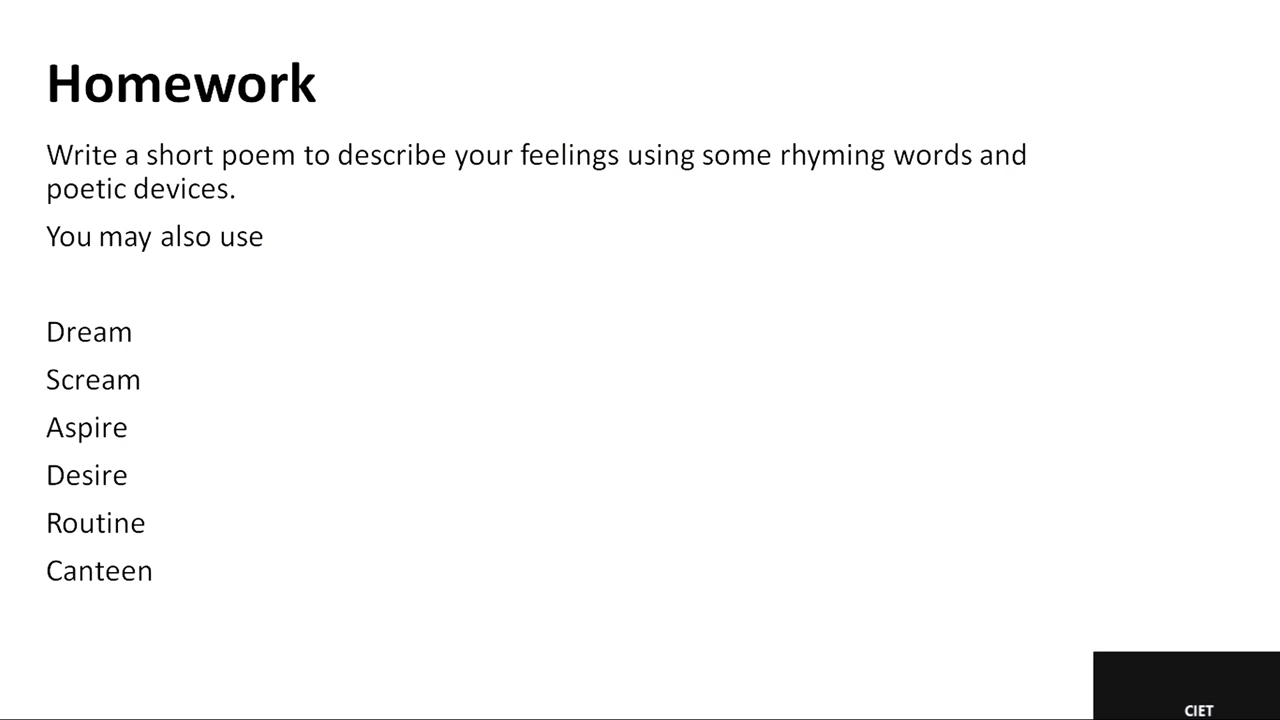 Homework
Write a short poem to describe your feelings using some rhyming words and
poetic devices.
You may also use
Dream
Scream
Aspire
Desire
Routine
Canteen
CIET